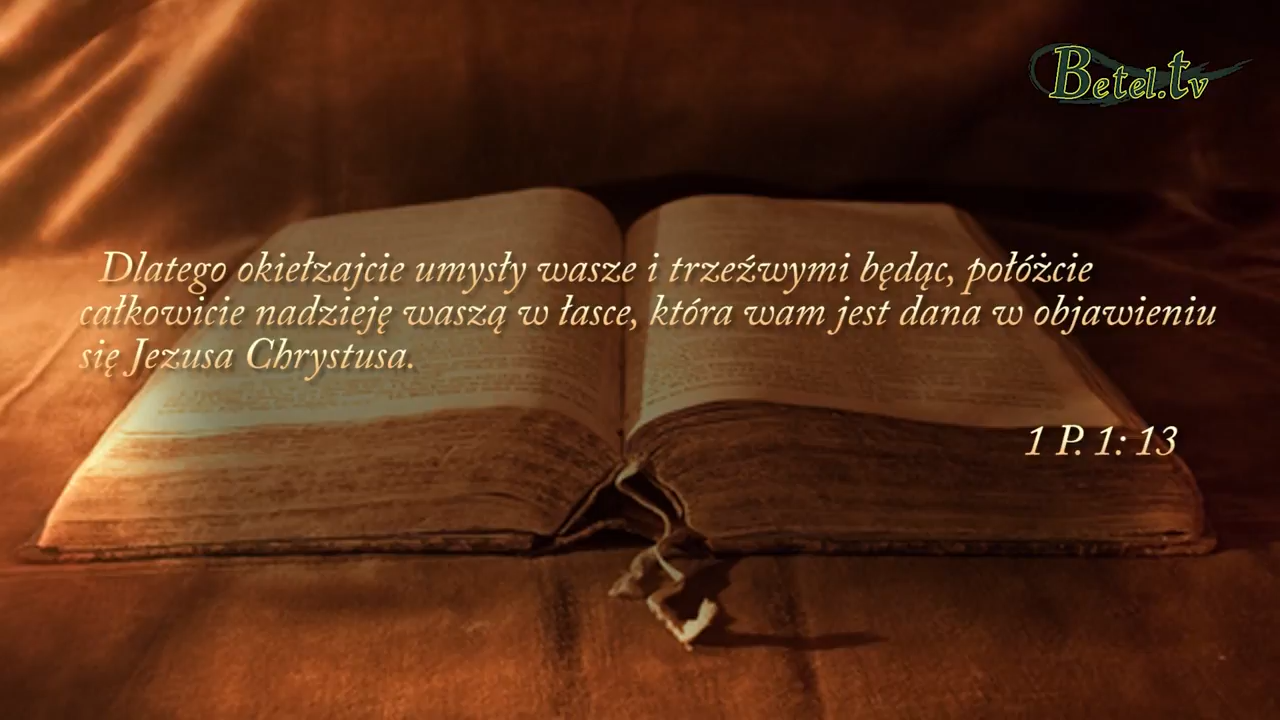 Betel.tv
Dlatego okiełzajcie umysły wasze i trzeźwymi będąc, połóżcie
całkowicie nadzieję waszą w łasce, która wam jest dana w objawieniu
się Jezusa Chrystusa.
1 P. 1: 13